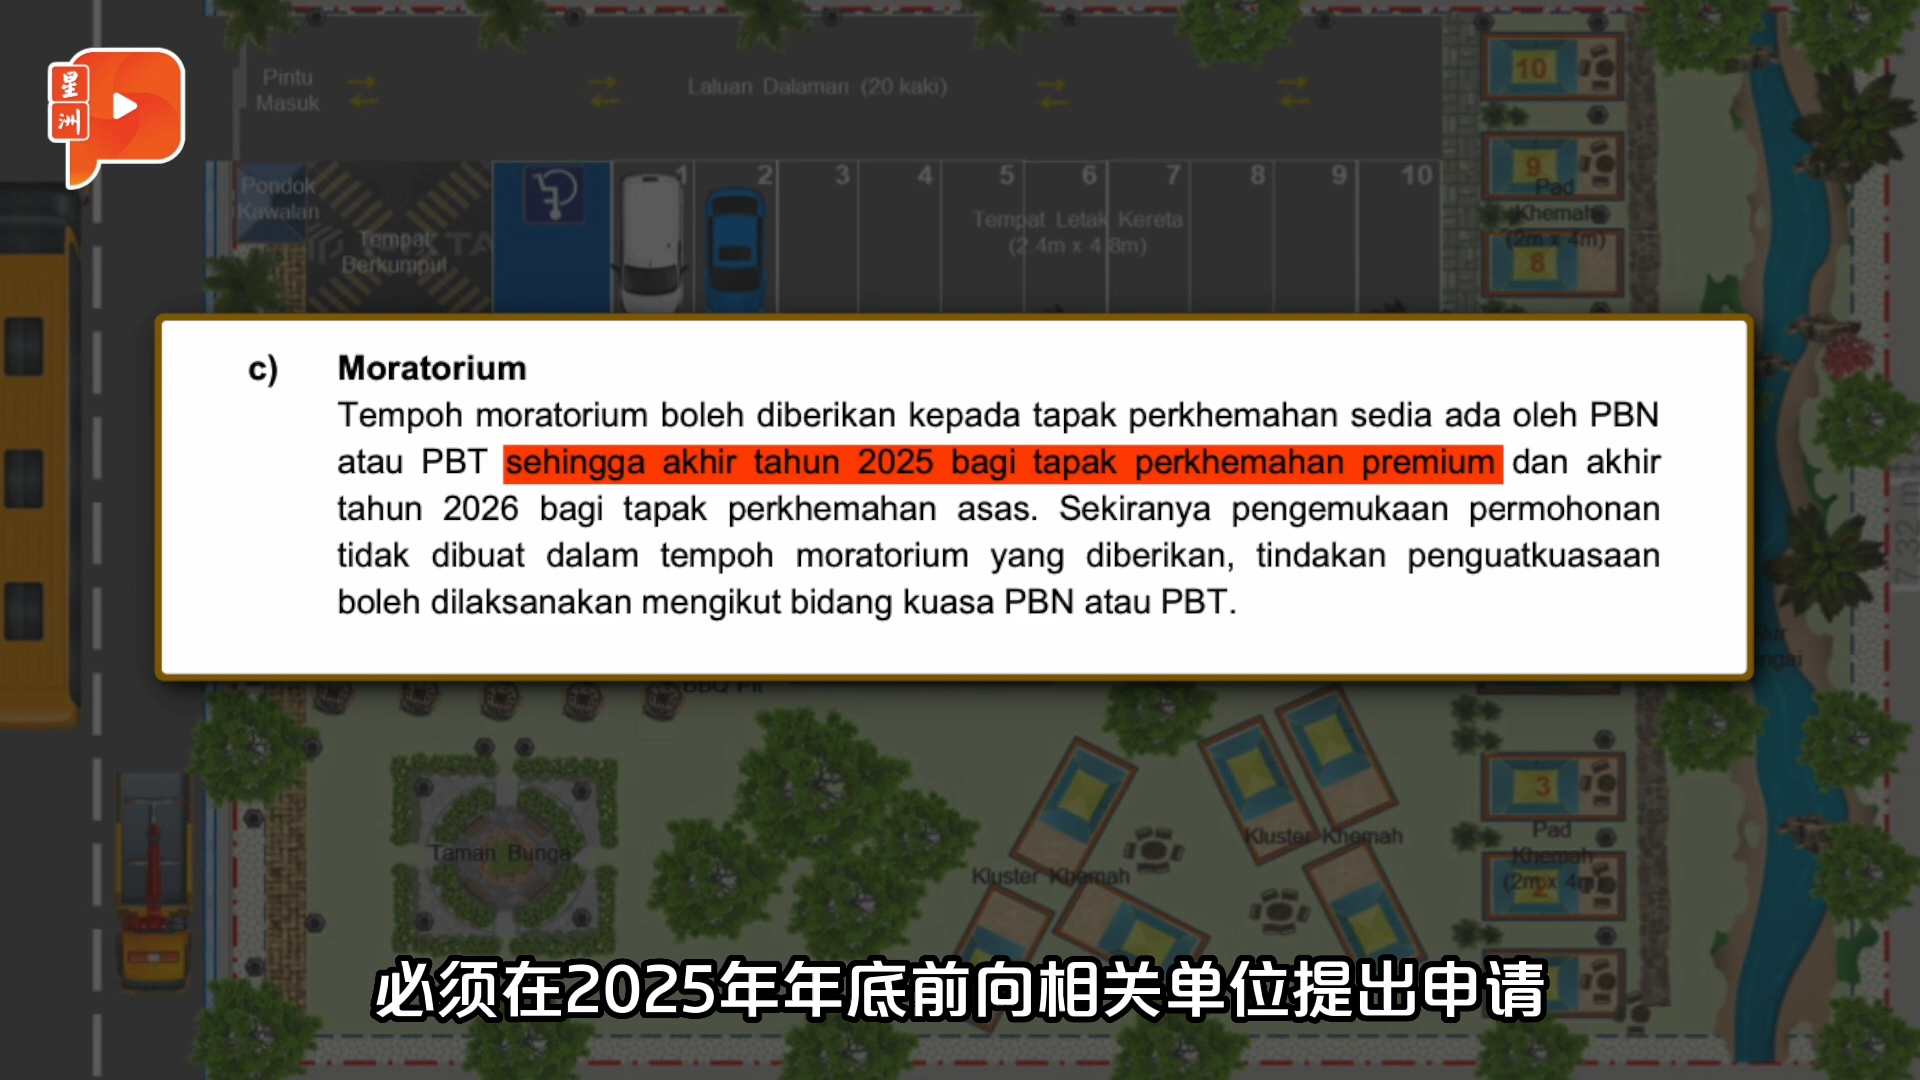 星
洲
Pintu
Masuk
Laluan Dalaman (20 kaki)
10
Pondok
Kawalan
Tempat
Berkumpul
1 2 3 4 5 6 7 8 9 10
Tempat Letak Kereta
(2.4m x 4.8m)
9
Pad
Khemah
(2m x 4m)
8
c) Moratorium
Tempoh moratorium boleh diberikan kepada tapak perkhemahan sedia ada oleh PBN
atau PBT sehingga akhir tahun 2025 bagi tapak perkhemahan premium dan akhir
tahun 2026 bagi tapak perkhemahan asas. Sekiranya pengemukaan permohonan
tidak dibuat dalam tempoh moratorium yang diberikan, tindakan penguatkuasaan
boleh dilaksanakan mengikut bidang kuasa PBN atau PBT.
7.32 m
BBQ Pit
Taman Bunga
Kluster Khemah
Kluster Khemah
3
Pad
Khemah
(2m x 4m)
2
必须在2025年年底前向相关单位提出申请